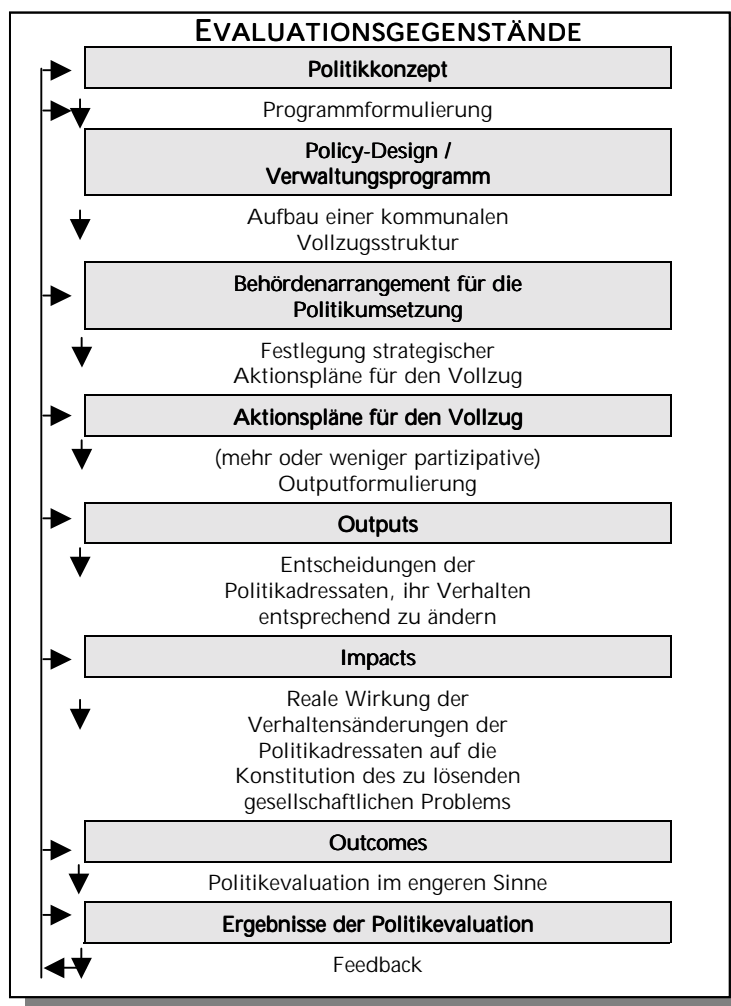 EVALUATIONSGEGENSTÄNDE
Politikkonzept
Programmformulierung
Policy-Design /
Verwaltungsprogramm
Aufbau einer kommunalen
Vollzugsstruktur
Behördenarrangement für die
Politikumsetzung
Festlegung strategischer
Aktionspläne für den Vollzug
Aktionspläne für den Vollzug
(mehr oder weniger partizipative)
Outputformulierung
Outputs
Entscheidungen der
Politikadressaten, ihr Verhalten
entsprechend zu ändern
Impacts
Reale Wirkung der
Verhaltensänderungen der
Politikadressaten auf die
Konstitution des zu lösenden
gesellschaftlichen Problems
Outcomes
Politikevaluation im engeren Sinne
Ergebnisse der Politikevaluation
Feedback